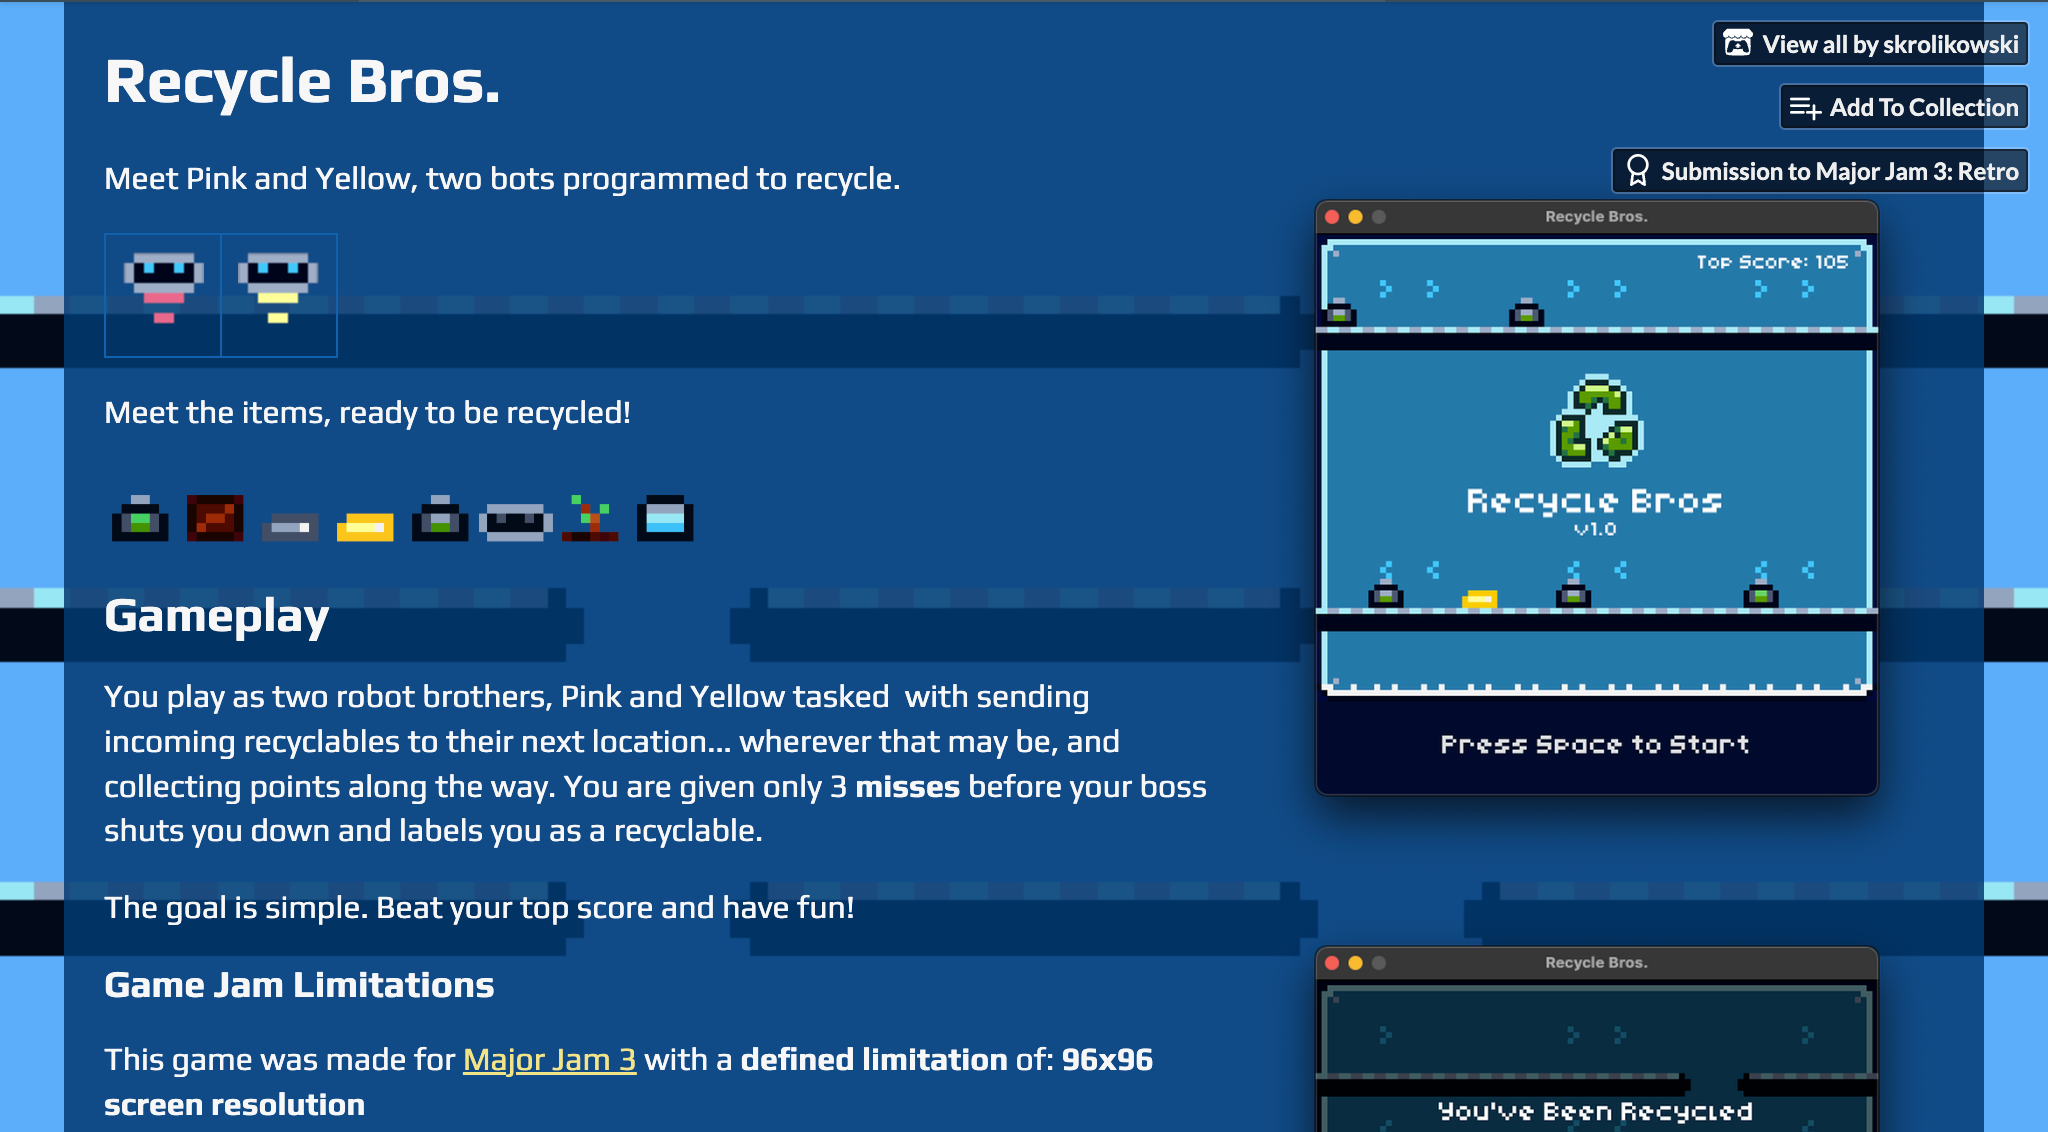 Recycle Bros.
View all by skrolikowski
Add To Collection
Submission to Major Jam 3: Retro
Meet Pink and Yellow, two bots programmed to recycle.
Meet the items, ready to be recycled!
Gameplay
You play as two robot brothers, Pink and Yellow tasked  with sending
incoming recyclables to their next location... wherever that may be, and
collecting points along the way. You are given only 3 misses before your boss
shuts you down and labels you as a recyclable.
The goal is simple. Beat your top score and have fun!
Game Jam Limitations
This game was made for Major Jam 3 with a defined limitation of: 96x96
screen resolution
Recycle Bros.
Top Score: 105
Recycle Bros
v1.0
Press Space to Start
Recycle Bros.
You've Been Recycled